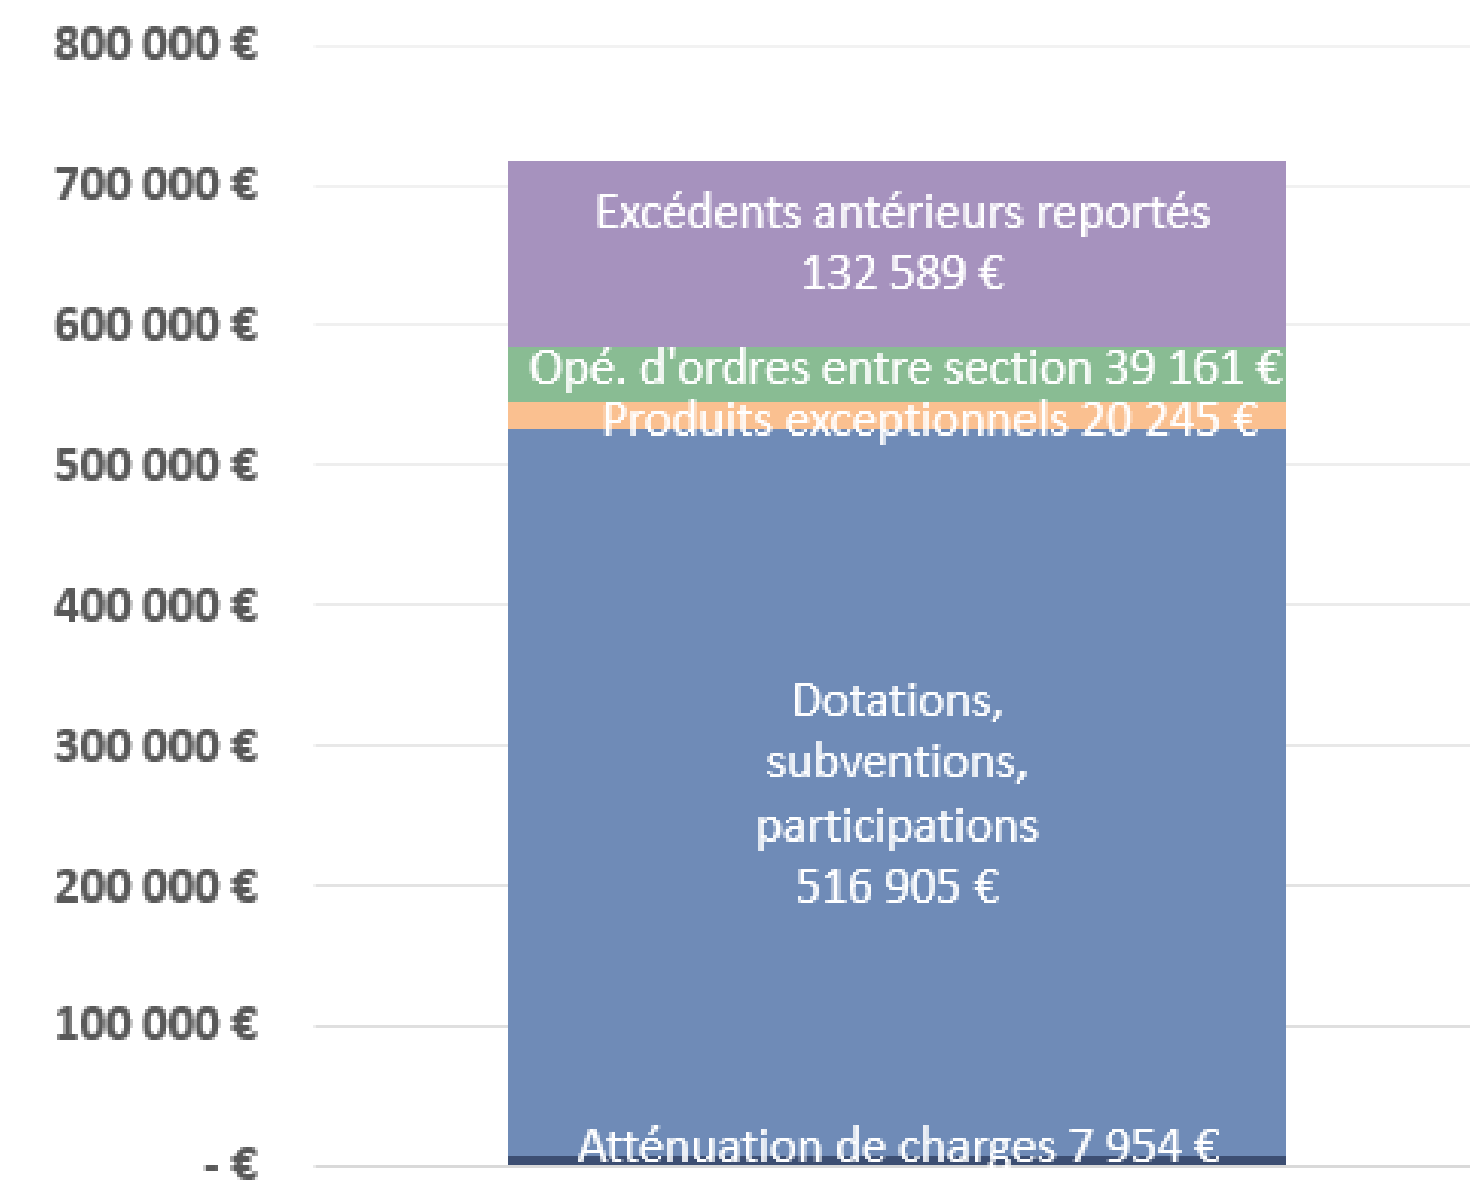 800 000 €
700 000 €
600 000 €
500 000 €
400 000 €
300 000 €
200 000 €
100 000 €
- €
Excédents antérieurs reportés
132 589 €
Opé. d'ordres entre section 39 161 €
Produits exceptionnels 20 245 €
Dotations,
subventions,
participations
516 905 €
Atténuation de charges 7 954 €